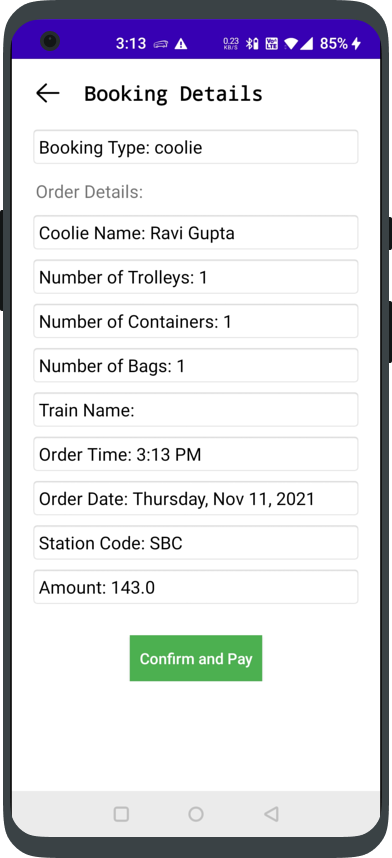 3:13 0.23 KB/S Vo LTE 85%
Booking Details
Booking Type: coolie
Order Details:
Coolie Name: Ravi Gupta
Number of Trolleys: 1
Number of Containers: 1
Number of Bags: 1
Train Name:
Order Time: 3:13 PM
Order Date: Thursday, Nov 11, 2021
Station Code: SBC
Amount: 143.0
Confirm and Pay